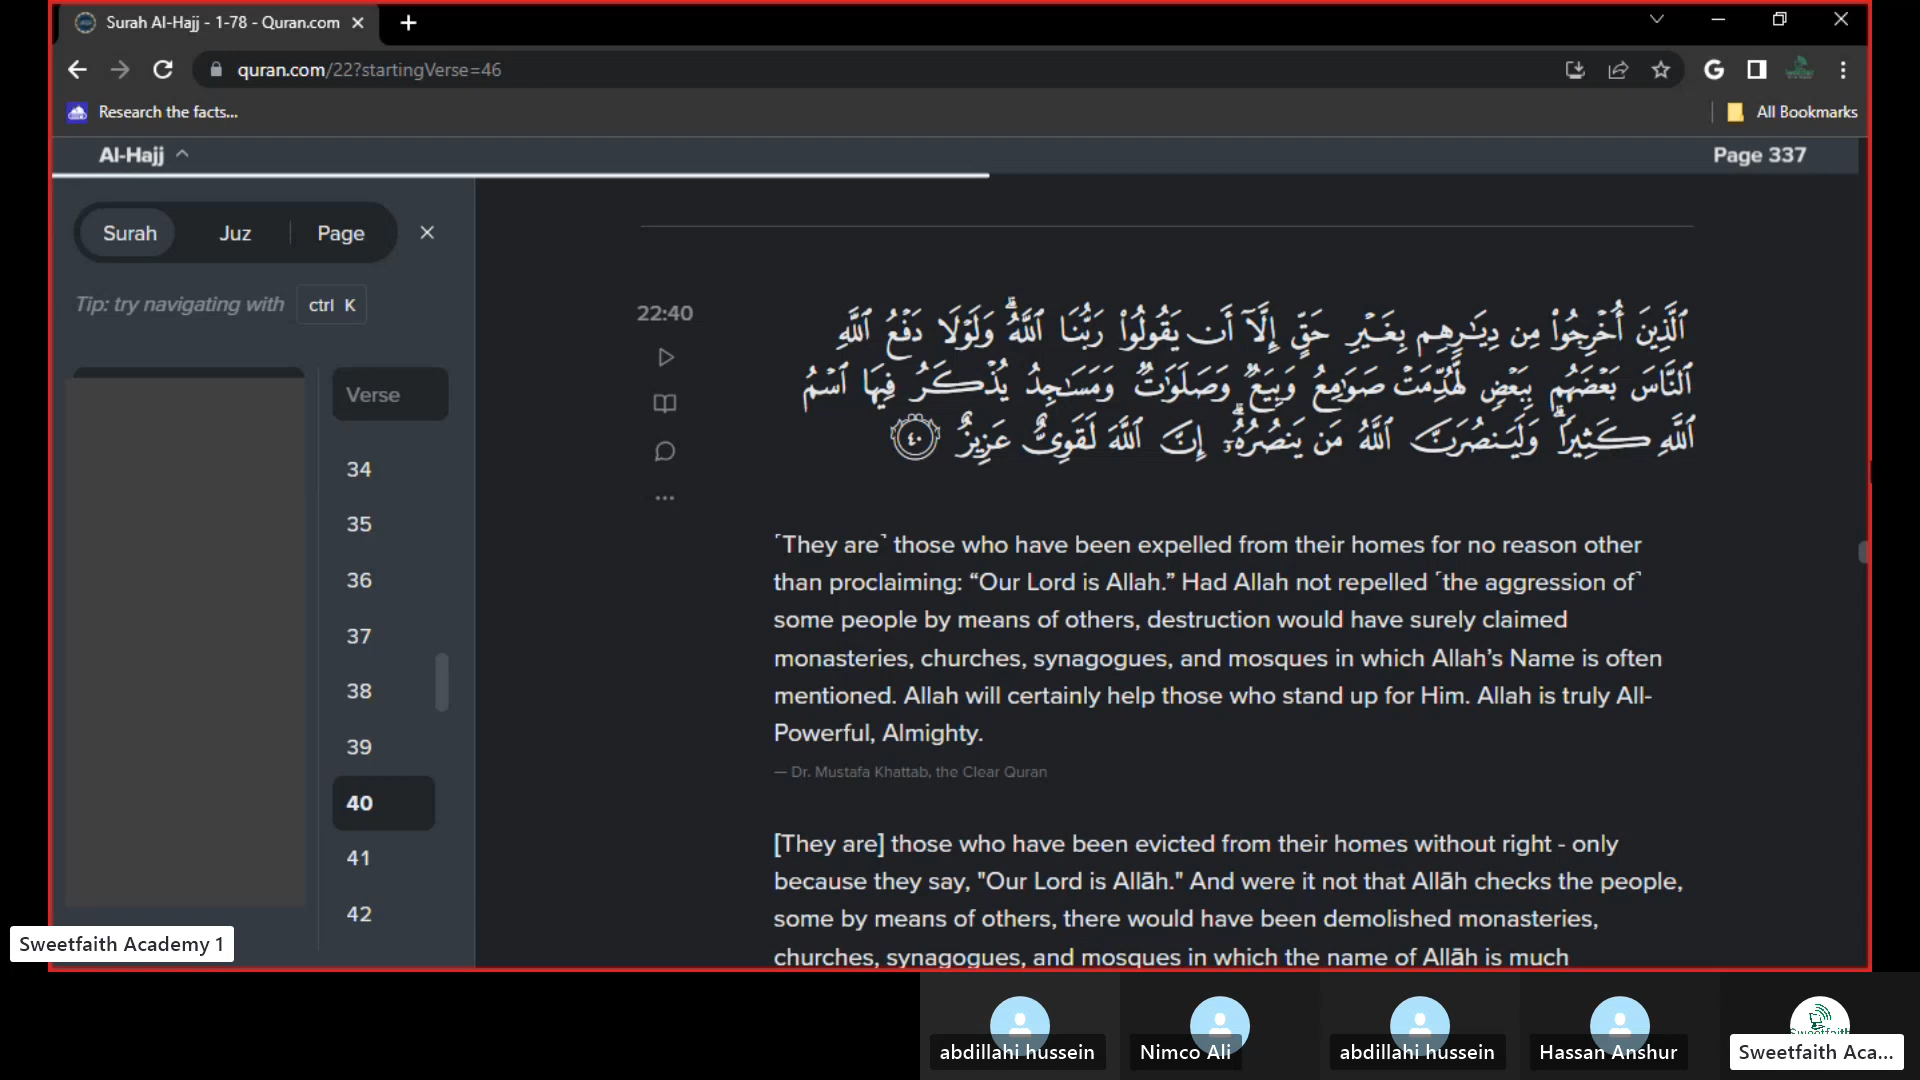 Surah Al-Hajj - 1-78 - Quran.com
quran.com/22?startingVerse=46
Research the facts...
All Bookmarks
Al-Hajj
Page 337
Surah
Juz
Page
Tip: try navigating with ctrl K
Verse
34
35
36
37
38
39
40
41
42
22:40
ٱلَّذِينَ أُخْرِجُوا۟ مِن دِيَـٰرِهِم بِغَيْرِ حَقٍّ إِلَّآ أَن يَقُولُوا۟ رَبُّنَا ٱللَّهُ ۗ وَلَوْلَا دَفْعُ ٱللَّهِ
ٱلنَّاسَ بَعْضَهُم بِبَعْضٍۢ لَّهُدِّمَتْ صَوَٰمِعُ وَبِيَعٌۭ وَصَلَوَٰتٌۭ وَمَسَـٰجِدُ يُذْكَرُ فِيهَا ٱسْمُ
ٱللَّهِ كَثِيرًۭا ۗ وَلَيَنصُرَنَّ ٱللَّهُ مَن يَنصُرُهُۥٓ ۗ إِنَّ ٱللَّهَ لَقَوِىٌّ عَزِيزٌ ٤٠
˹They are˺ those who have been expelled from their homes for no reason other
than proclaiming: “Our Lord is Allah.” Had Allah not repelled ˹the aggression of˺
some people by means of others, destruction would have surely claimed
monasteries, churches, synagogues, and mosques in which Allah’s Name is often
mentioned. Allah will certainly help those who stand up for Him. Allah is truly All-
Powerful, Almighty.
— Dr. Mustafa Khattab, the Clear Quran
[They are] those who have been evicted from their homes without right - only
because they say, "Our Lord is Allāh." And were it not that Allāh checks the people,
some by means of others, there would have been demolished monasteries,
churches, synagogues, and mosques in which the name of Allāh is much
Sweetfaith Academy 1
abdillahi hussein
Nimco Ali
abdillahi hussein
Hassan Anshur
Sweetfaith
Sweetfaith Aca...